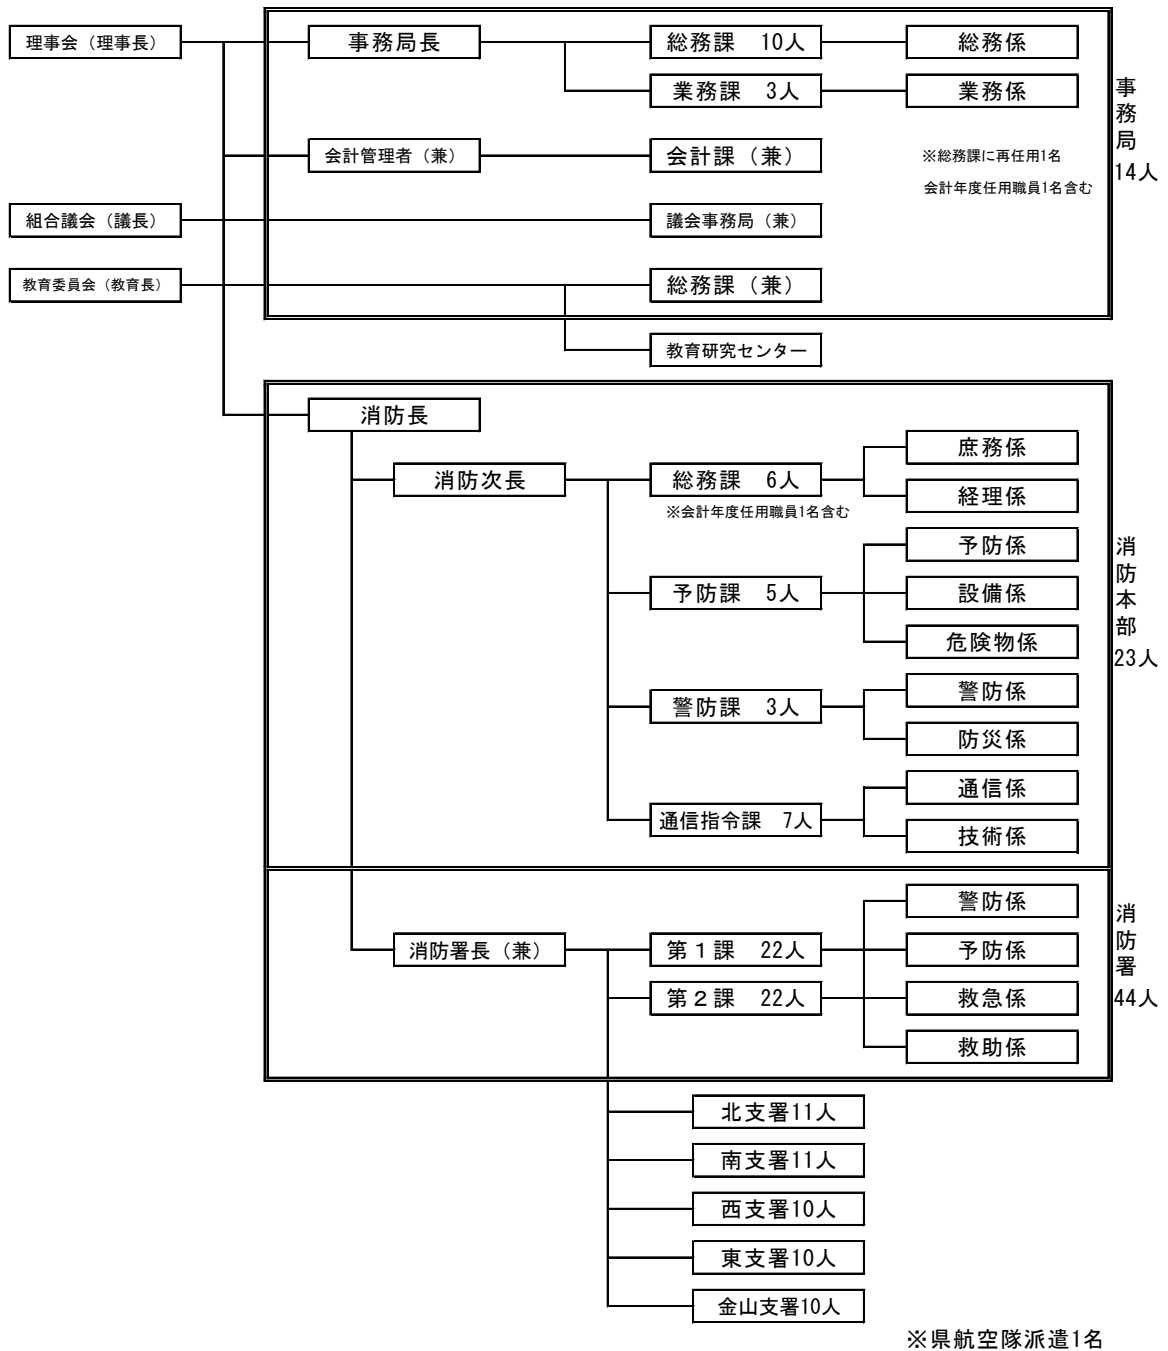 理事会（理事長）
事務局長
総務課　10人
総務係
業務課　3人
業務係
事務局
14人
会計管理者（兼）
会計課（兼）
※総務課に再任用1名
会計年度任用職員1名含む
組合議会（議長）
議会事務局（兼）
教育委員会（教育長）
総務課（兼）
教育研究センター
消防長
消防次長
総務課　6人
※会計年度任用職員1名含む
庶務係
経理係
予防課　5人
予防係
設備係
危険物係
消防本部
23人
警防課　3人
警防係
防災係
通信指令課　7人
通信係
技術係
消防署長（兼）
第１課　22人
第２課　22人
警防係
予防係
救急係
救助係
消防署
44人
北支署11人
南支署11人
西支署10人
東支署10人
金山支署10人
※県航空隊派遣1名